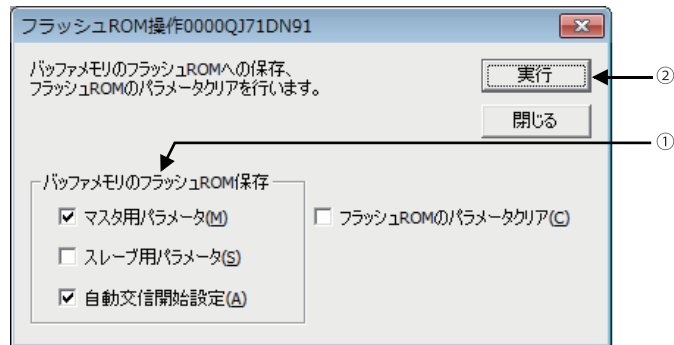 フラッシュROM操作0000QJ71DN91
バッファメモリのフラッシュROMへの保存、
フラッシュROMのパラメータクリアを行います。
実行
②
閉じる
①
バッファメモリのフラッシュROM保存
マスタ用パラメータ(M)
フラッシュROMのパラメータクリア(C)
スレーブ用パラメータ(S)
自動交信開始設定(A)